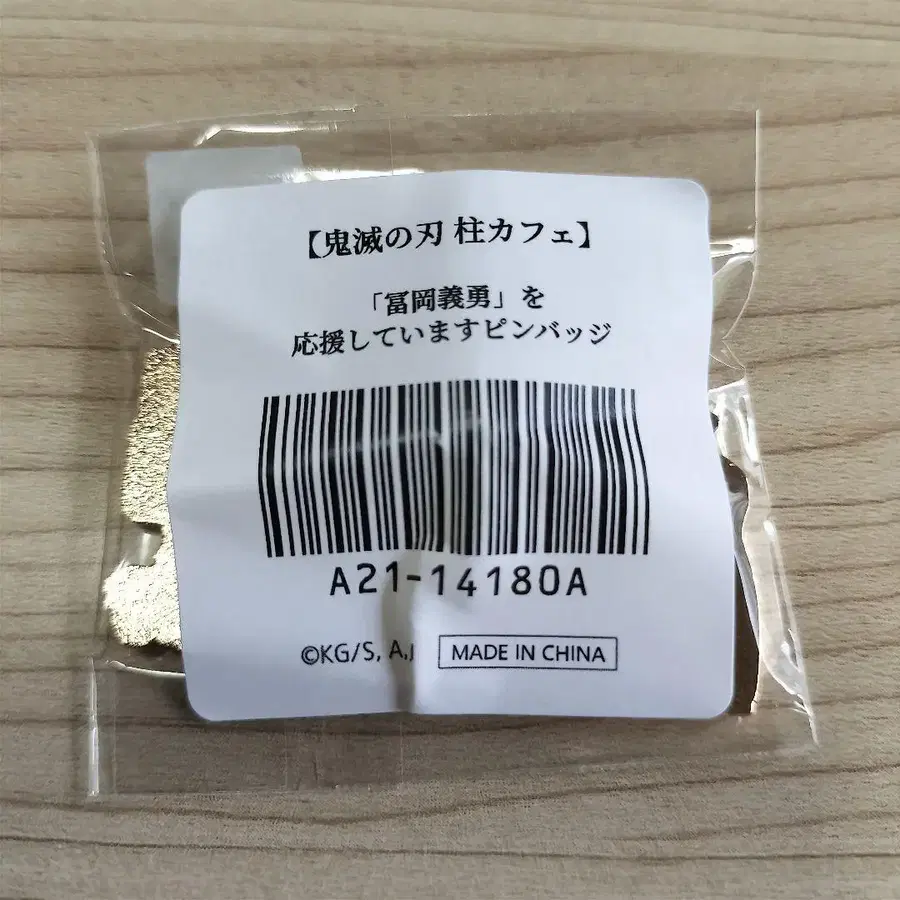 【鬼滅の刃 柱カフェ】
「冨岡義勇」を
応援していますピンバッジ
A21-14180A
©KG/S, A,
MADE IN CHINA